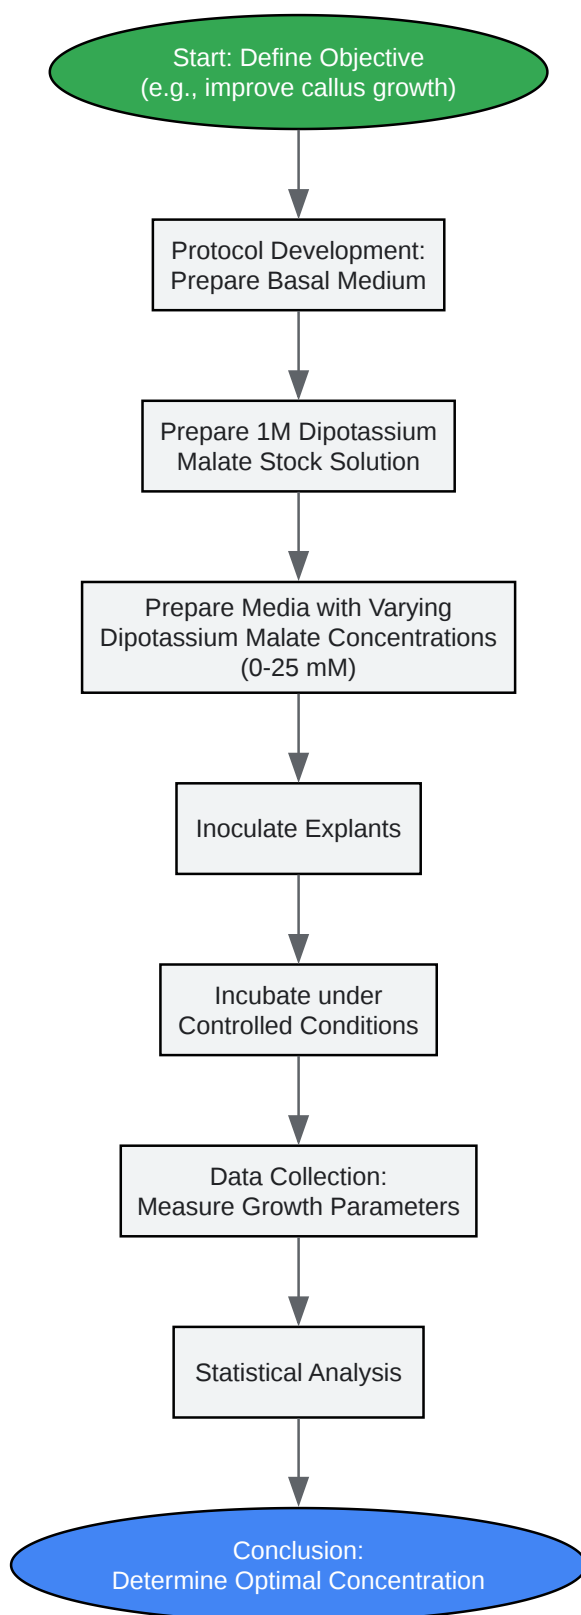 Start: Define Objective
(e.g., improve callus growth)
Protocol Development:
Prepare Basal Medium
Prepare 1M Dipotassium
Malate Stock Solution
Prepare Media with Varying
Dipotassium Malate Concentrations
(0-25 mM)
Inoculate Explants
Incubate under
Controlled Conditions
Data Collection:
Measure Growth Parameters
Statistical Analysis
Conclusion:
Determine Optimal Concentration